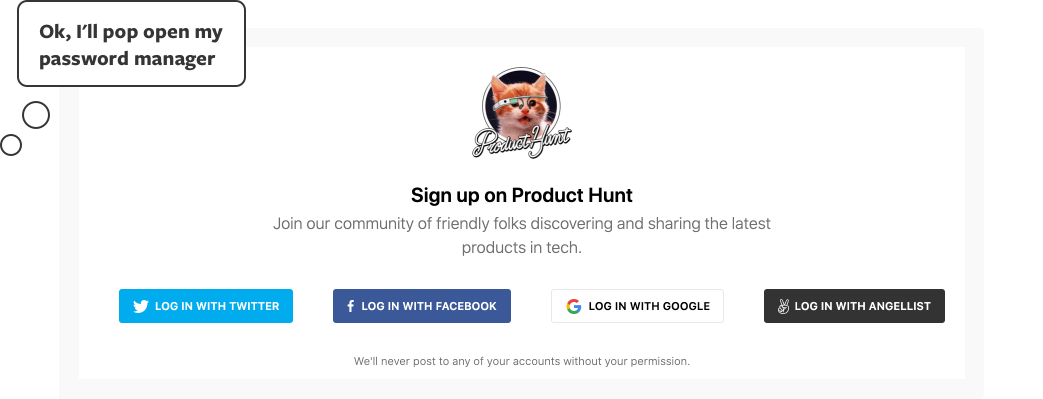 Ok, I'll pop open my
password manager
Product Hunt
Sign up on Product Hunt
Join our community of friendly folks discovering and sharing the latest
products in tech.
LOG IN WITH TWITTER
LOG IN WITH FACEBOOK
LOG IN WITH GOOGLE
LOG IN WITH ANGELLIST
We'll never post to any of your accounts without your permission.